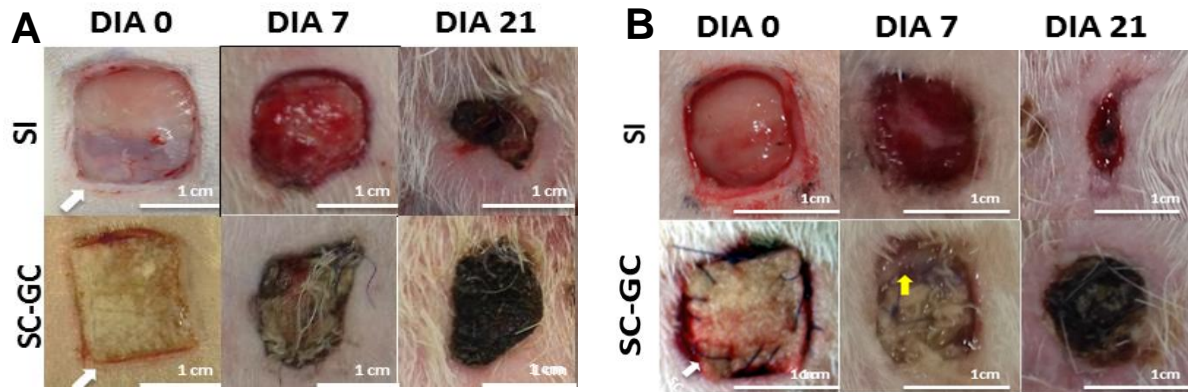 A DIA 0 DIA 7 DIA 21
SI
1 cm 1 cm 1 cm
SC-GC
1 cm 1 cm
B DIA 0 DIA 7 DIA 21
SI
1cm 1cm 1cm
SC-GC
1cm 1cm